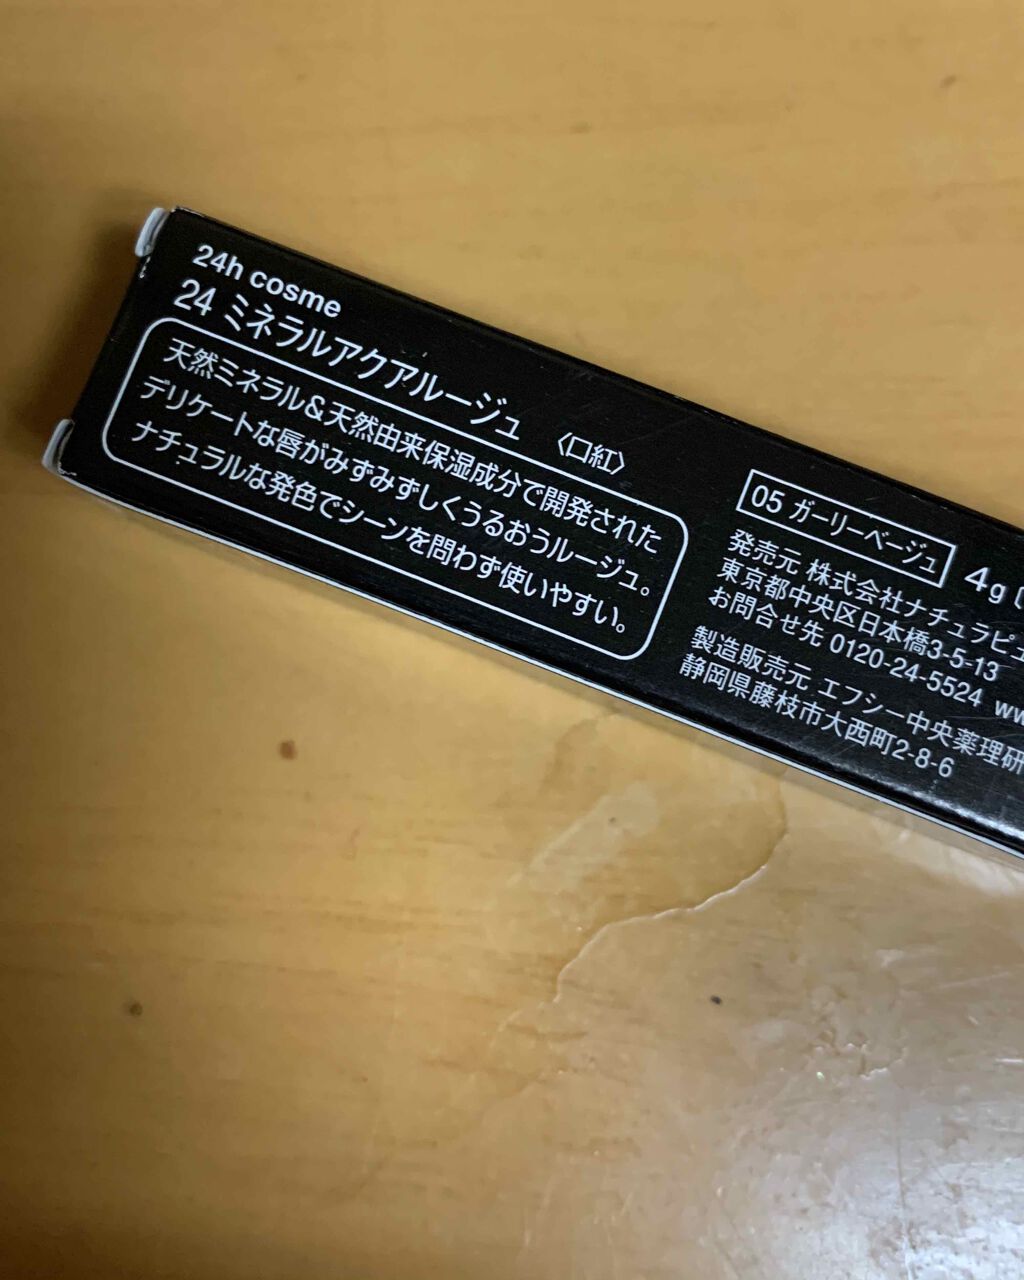 24h cosme
24 ミネラルアクアルージュ 〈口紅〉
天然ミネラル&天然由来保湿成分で開発された
デリケートな唇がみずみずしくうるおうルージュ。
ナチュラルな発色でシーンを問わず使いやすい。
05 ガーリーベージュ 4g
発売元 株式会社ナチュラピュ
東京都中央区日本橋3-5-13
お問合せ先 0120-24-5524 ww
製造販売元 エフシー中央薬理研
静岡県藤枝市大西町2-8-6